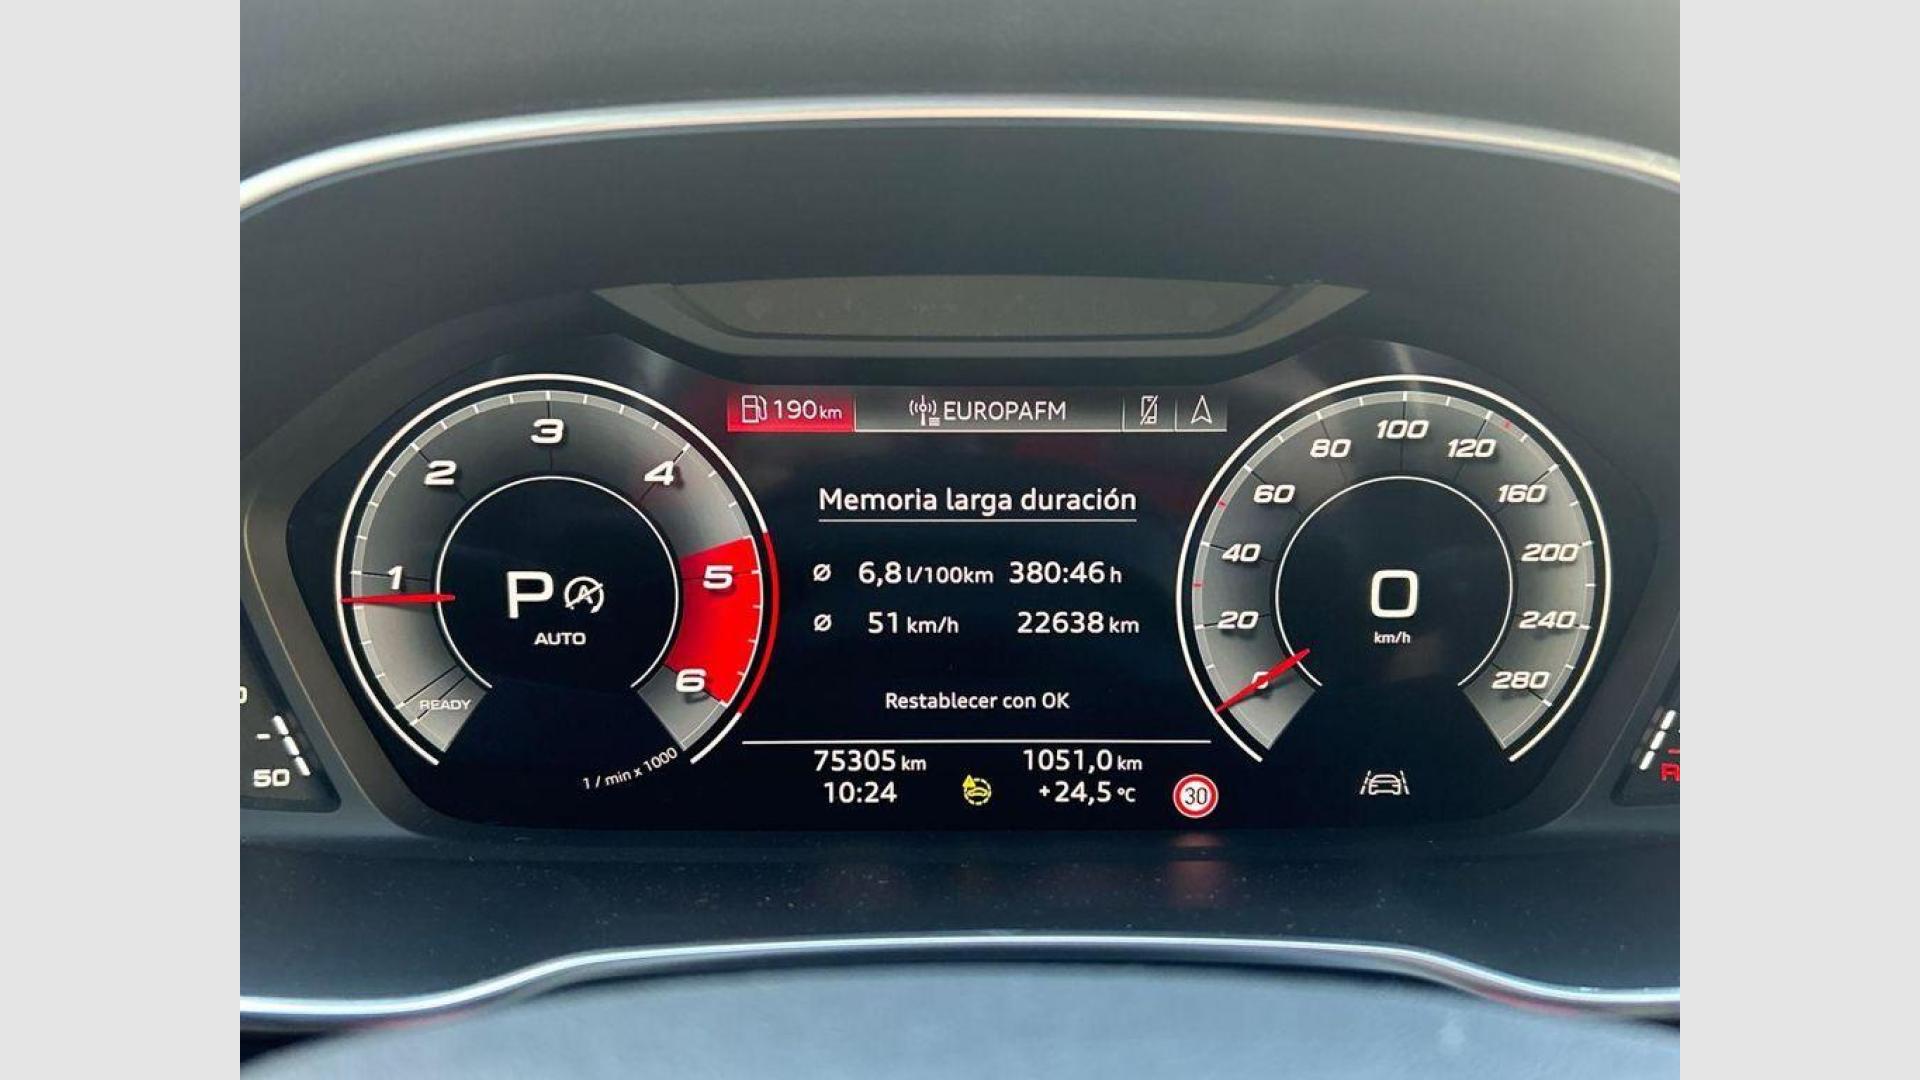 190 km
EUROPAFM
Memoria larga duración
Ø 6,8 l/100km 380:46 h
Ø 51 km/h 22638 km
Restablecer con OK
75305 km 1051,0 km
10:24 +24,5 °C
30
1 2 3 4 5 6
READY
P A
AUTO
1 / min x 1000
0 20 40 60 80 100 120 160 200 240 280
0
km/h
50